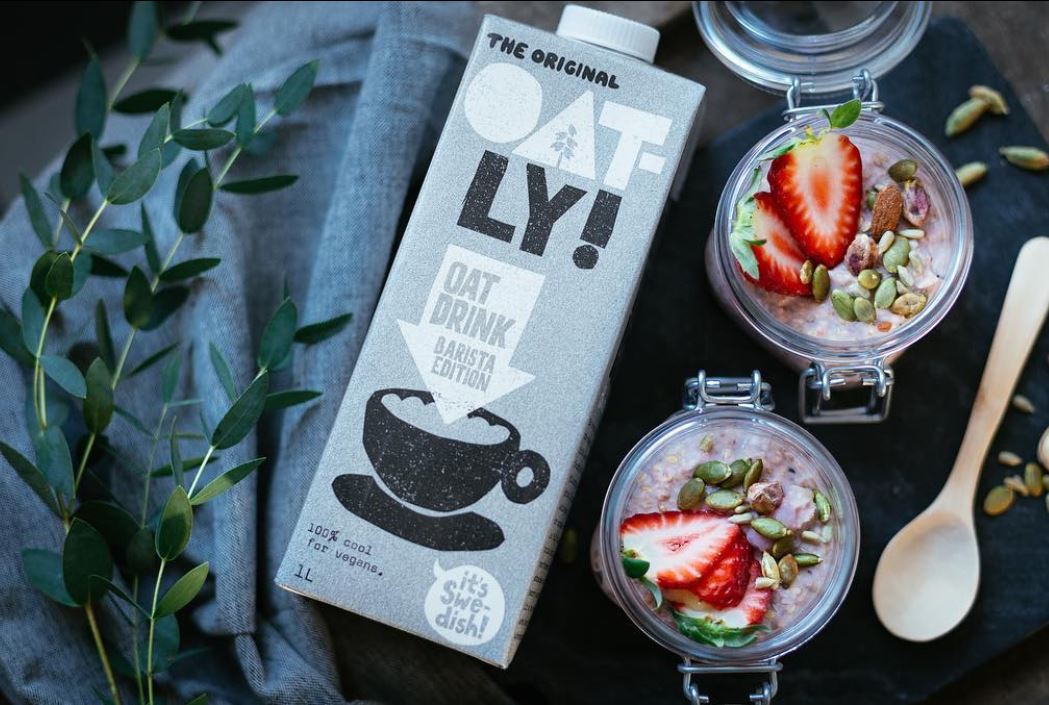 THE ORIGINAL
OAT-
LY!
OAT
DRINK
BARISTA
EDITION
100% cool
for vegans.
1L
it's
Swe-
dish!